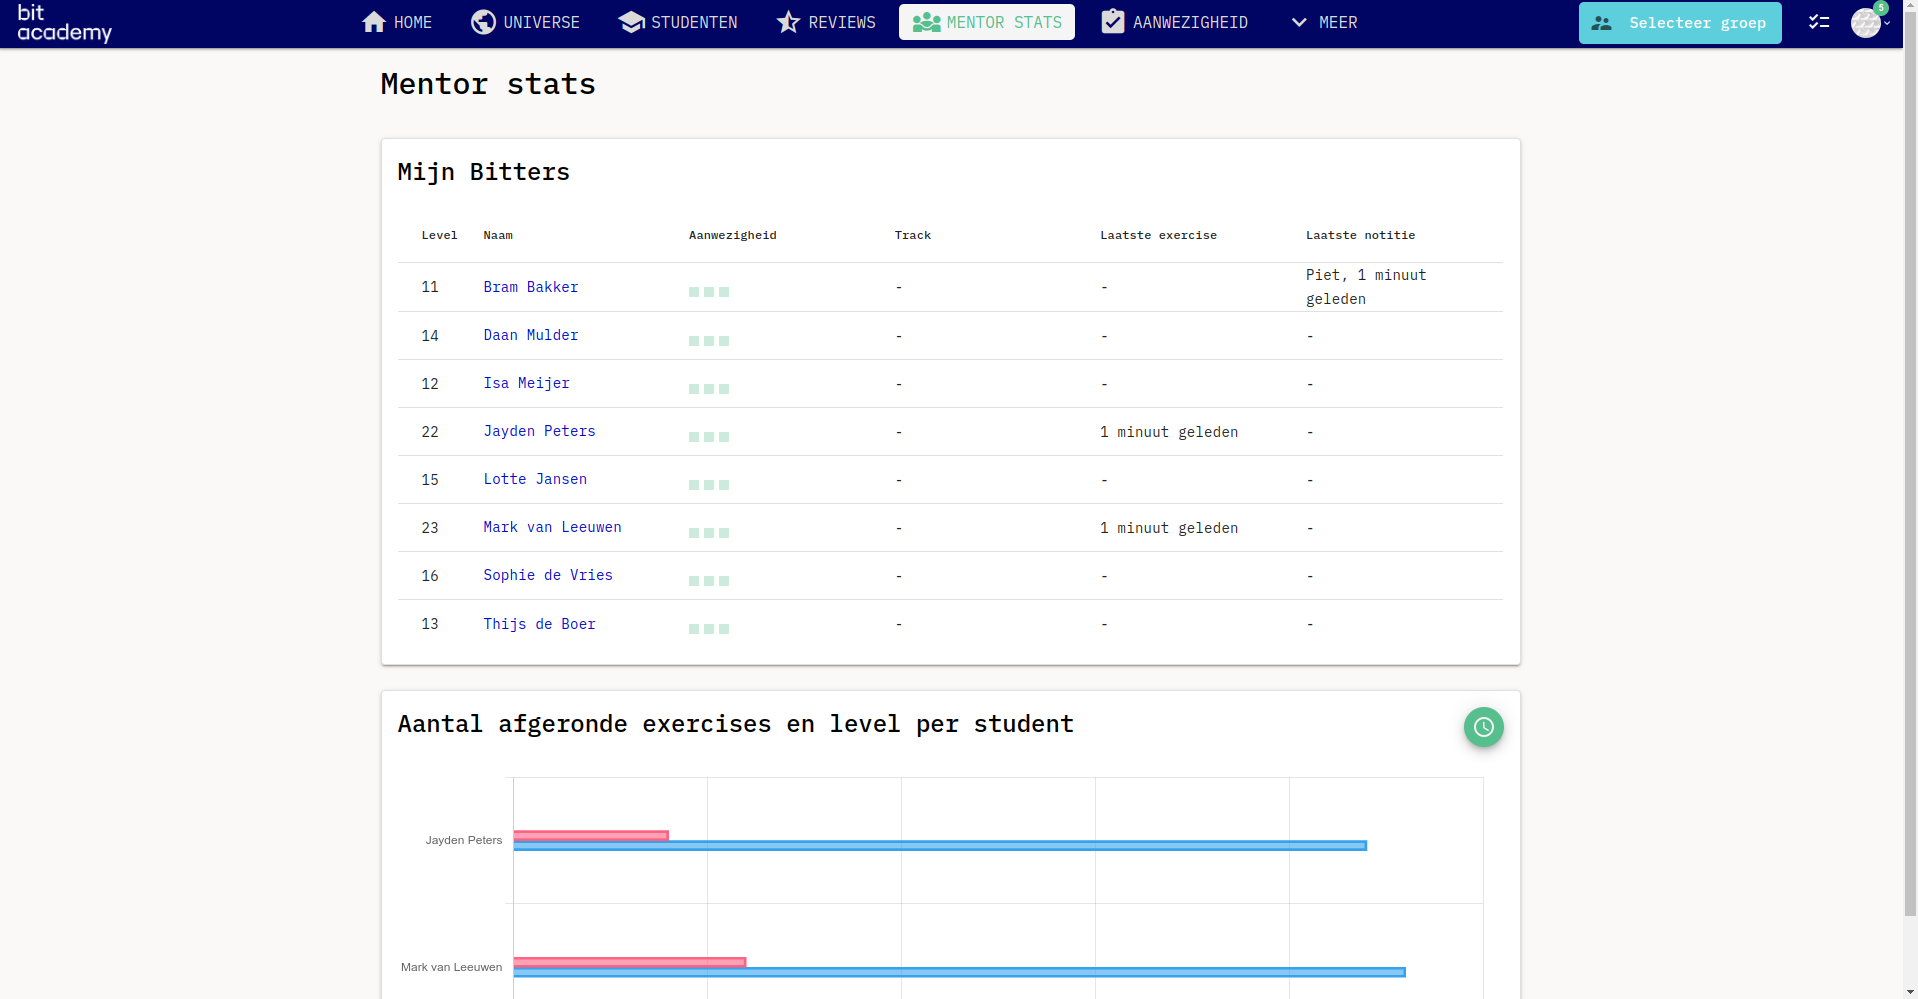 bit
academy
HOME UNIVERSE STUDENTEN REVIEWS MENTOR STATS AANWEZIGHEID MEER Selecteer groep 5
Mentor stats
Mijn Bitters
Level Naam Aanwezigheid Track Laatste exercise Laatste notitie
11 Bram Bakker - - Piet, 1 minuut
geleden
14 Daan Mulder - - -
12 Isa Meijer - - -
22 Jayden Peters - 1 minuut geleden -
15 Lotte Jansen - - -
23 Mark van Leeuwen - 1 minuut geleden -
16 Sophie de Vries - - -
13 Thijs de Boer - - -
Aantal afgeronde exercises en level per student
Jayden Peters
Mark van Leeuwen